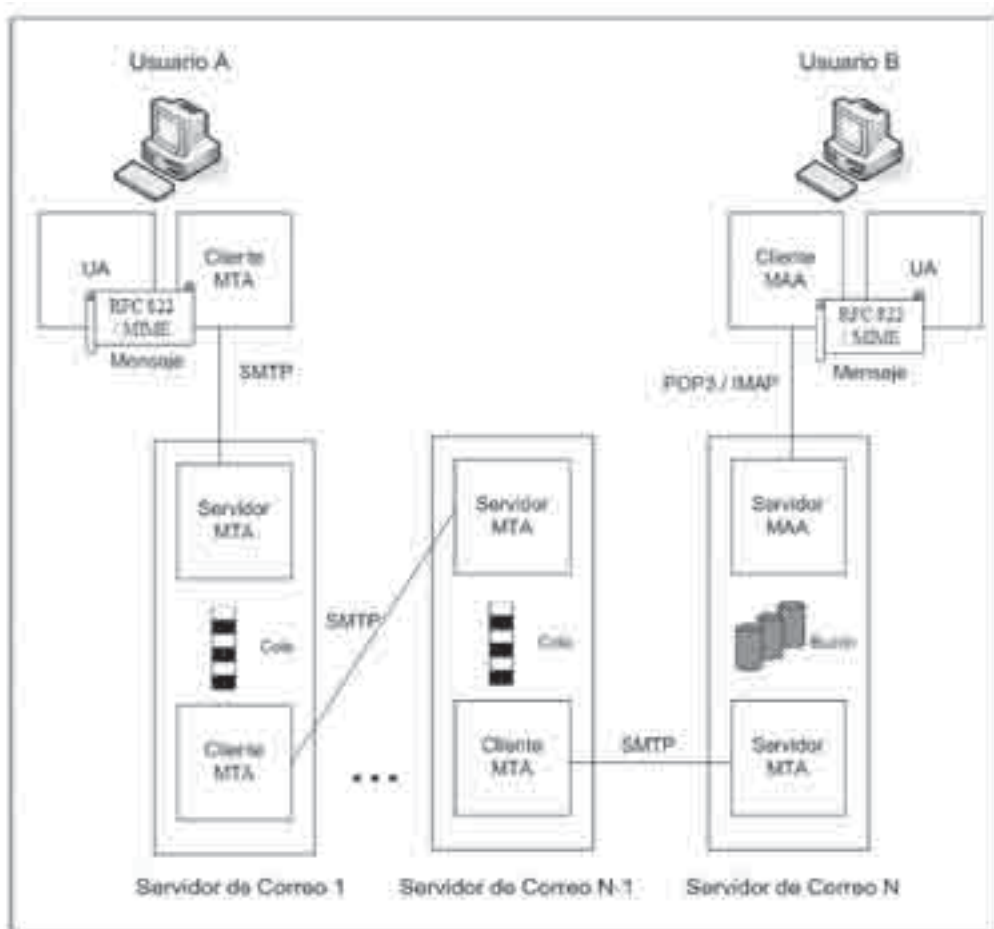 Usuario A
Usuario B
UA
Cliente
MTA
RFC 822
/ MIME
Mensaje
SMTP
Cliente
MAA
UA
RFC 822
/ MIME
Mensaje
POP3 / IMAP
Servidor
MTA
Cola
Cliente
MTA
SMTP
...
Servidor
MTA
Cola
Cliente
MTA
SMTP
Servidor
MAA
Buzón
Servidor
MTA
Servidor de Correo 1
Servidor de Correo N-1
Servidor de Correo N